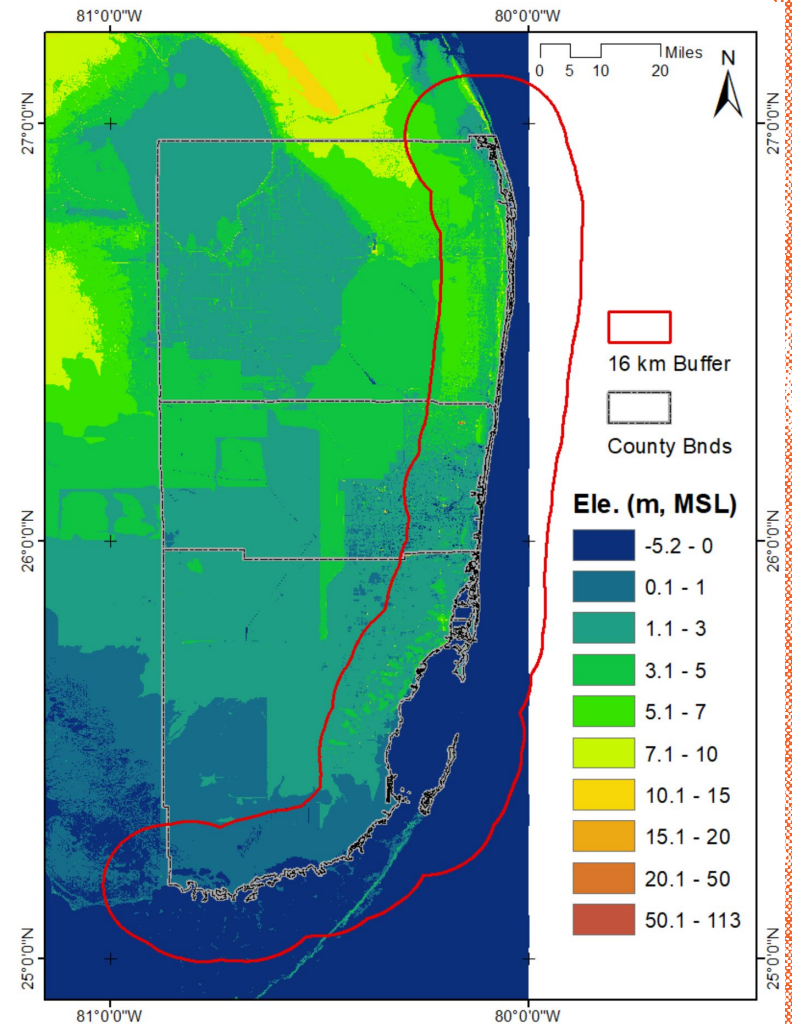 81°0'0"W
80°0'0"W
Miles
0 5 10 20
N
27°0'0"N
27°0'0"N
16 km Buffer
County Bnds
Ele. (m, MSL)
-5.2 - 0
0.1 - 1
1.1 - 3
3.1 - 5
5.1 - 7
7.1 - 10
10.1 - 15
15.1 - 20
20.1 - 50
50.1 - 113
26°0'0"N
26°0'0"N
25°0'0"N
25°0'0"N
81°0'0"W
80°0'0"W